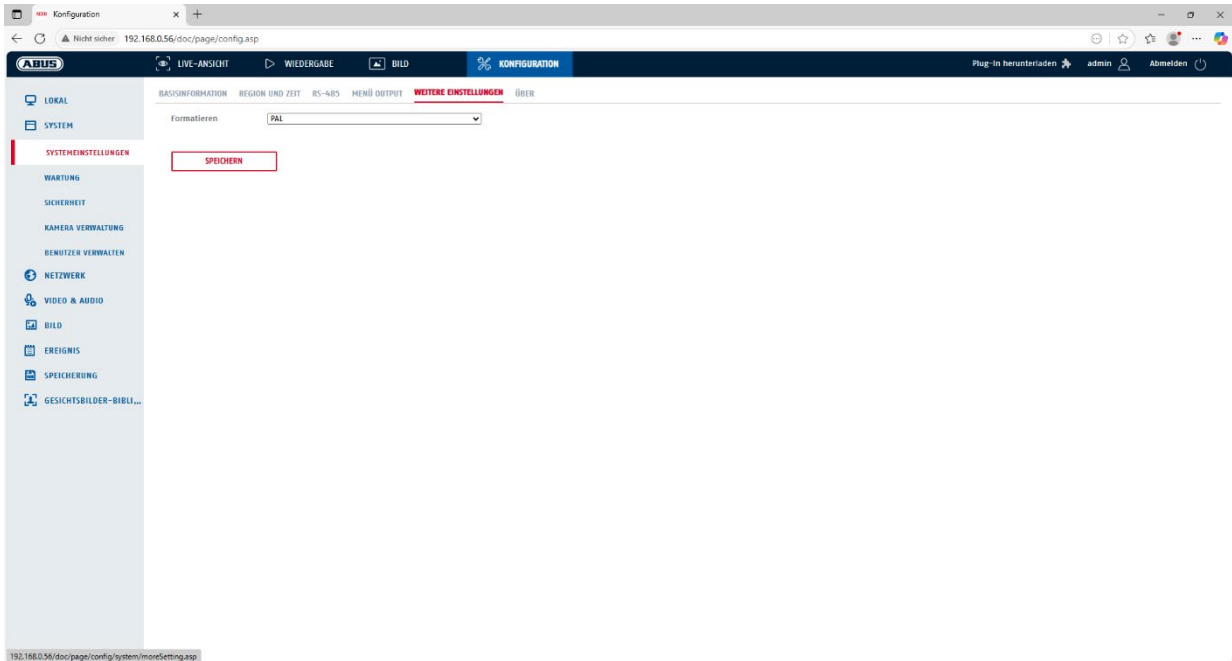 Konfiguration
Nicht sicher 192.168.0.56/doc/page/config.asp
ABUS LIVE-ANSICHT WIEDERGABE BILD KONFIGURATION Plug-In herunterladen admin Abmelden
BASISINFORMATION REGION UND ZEIT RS-485 MENÜ OUTPUT WEITERE EINSTELLUNGEN ÜBER
LOKAL
SYSTEM
SYSTEMEINSTELLUNGEN
WARTUNG
SICHERHEIT
KAMERA VERWALTUNG
BENUTZER VERWALTEN
NETZWERK
VIDEO & AUDIO
BILD
EREIGNIS
SPEICHERUNG
GESICHTSBILDER-BIBLI...
Formatieren PAL
SPEICHERN
192.168.0.56/doc/page/config/system/moreSetting.asp